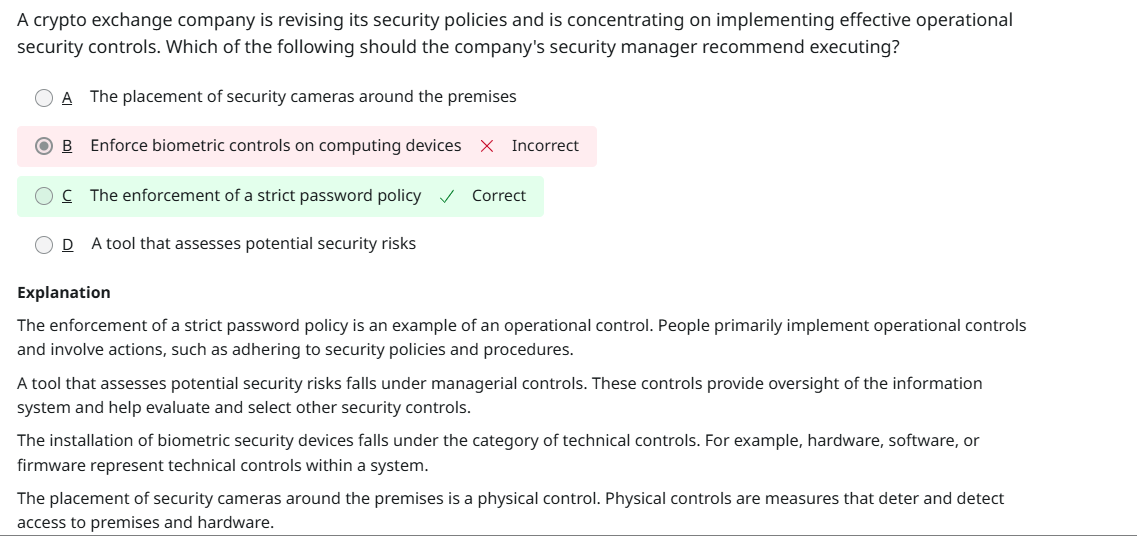 A crypto exchange company is revising its security policies and is concentrating on implementing effective operational
security controls. Which of the following should the company's security manager recommend executing?
A The placement of security cameras around the premises
B Enforce biometric controls on computing devices × Incorrect
C The enforcement of a strict password policy ✓ Correct
D A tool that assesses potential security risks
Explanation
The enforcement of a strict password policy is an example of an operational control. People primarily implement operational controls
and involve actions, such as adhering to security policies and procedures.
A tool that assesses potential security risks falls under managerial controls. These controls provide oversight of the information
system and help evaluate and select other security controls.
The installation of biometric security devices falls under the category of technical controls. For example, hardware, software, or
firmware represent technical controls within a system.
The placement of security cameras around the premises is a physical control. Physical controls are measures that deter and detect
access to premises and hardware.